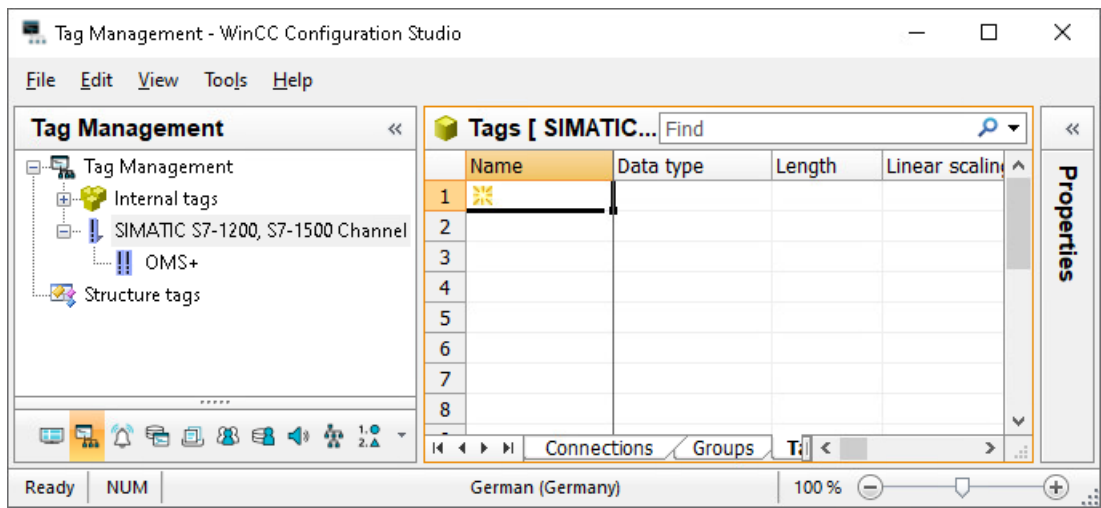 Tag Management - WinCC Configuration Studio
File Edit View Tools Help
Tag Management
Tags [ SIMATIC... Find
Properties
Tag Management
Internal tags
SIMATIC S7-1200, S7-1500 Channel
OMS+
Structure tags
Name Data type Length Linear scaling
1
2
3
4
5
6
7
8
Connections Groups
Ready NUM German (Germany) 100 %